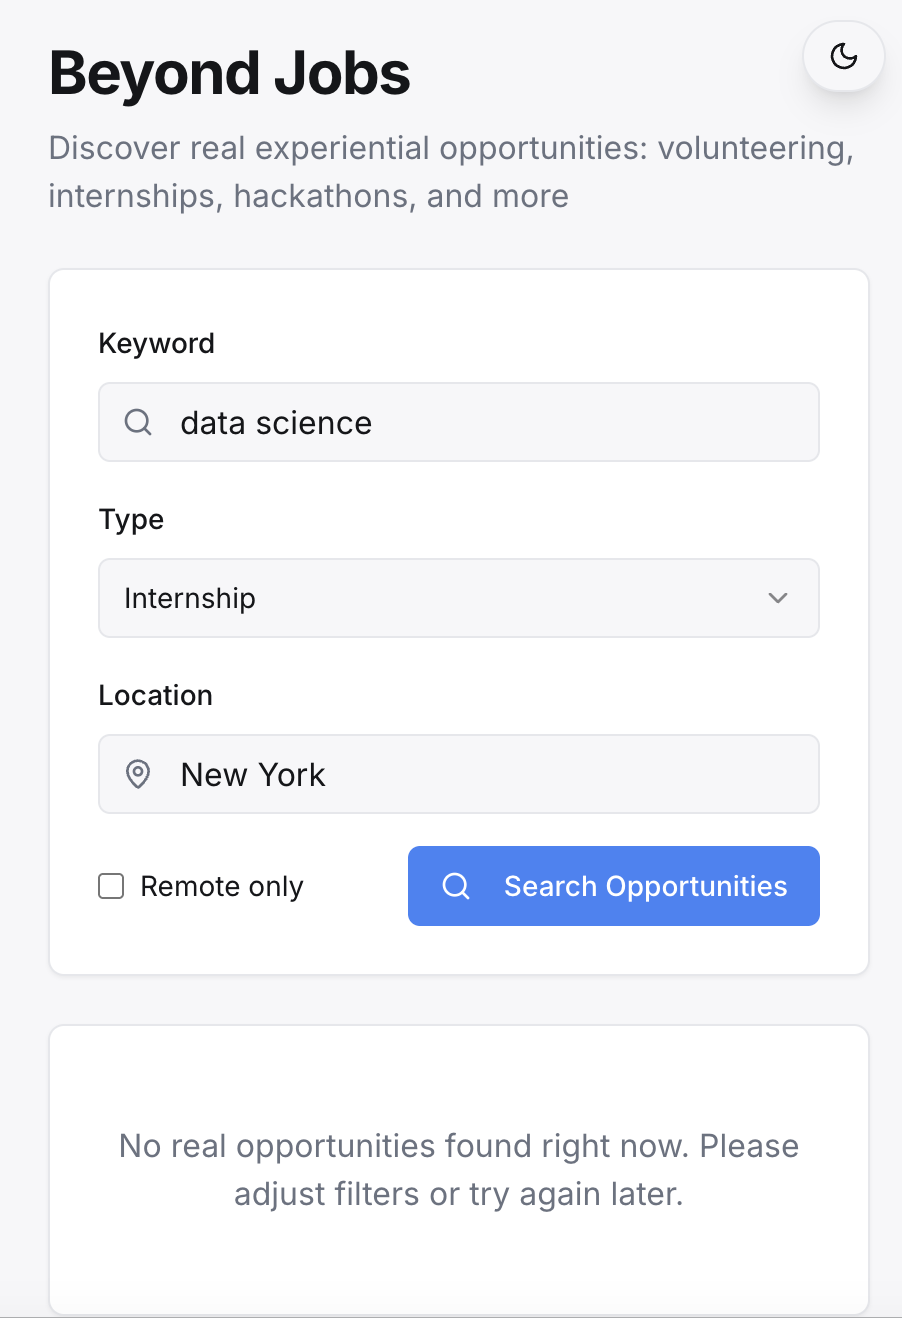 Beyond Jobs
Discover real experiential opportunities: volunteering,
internships, hackathons, and more
Keyword
data science
Type
Internship
Location
New York
Remote only
Search Opportunities
No real opportunities found right now. Please
adjust filters or try again later.